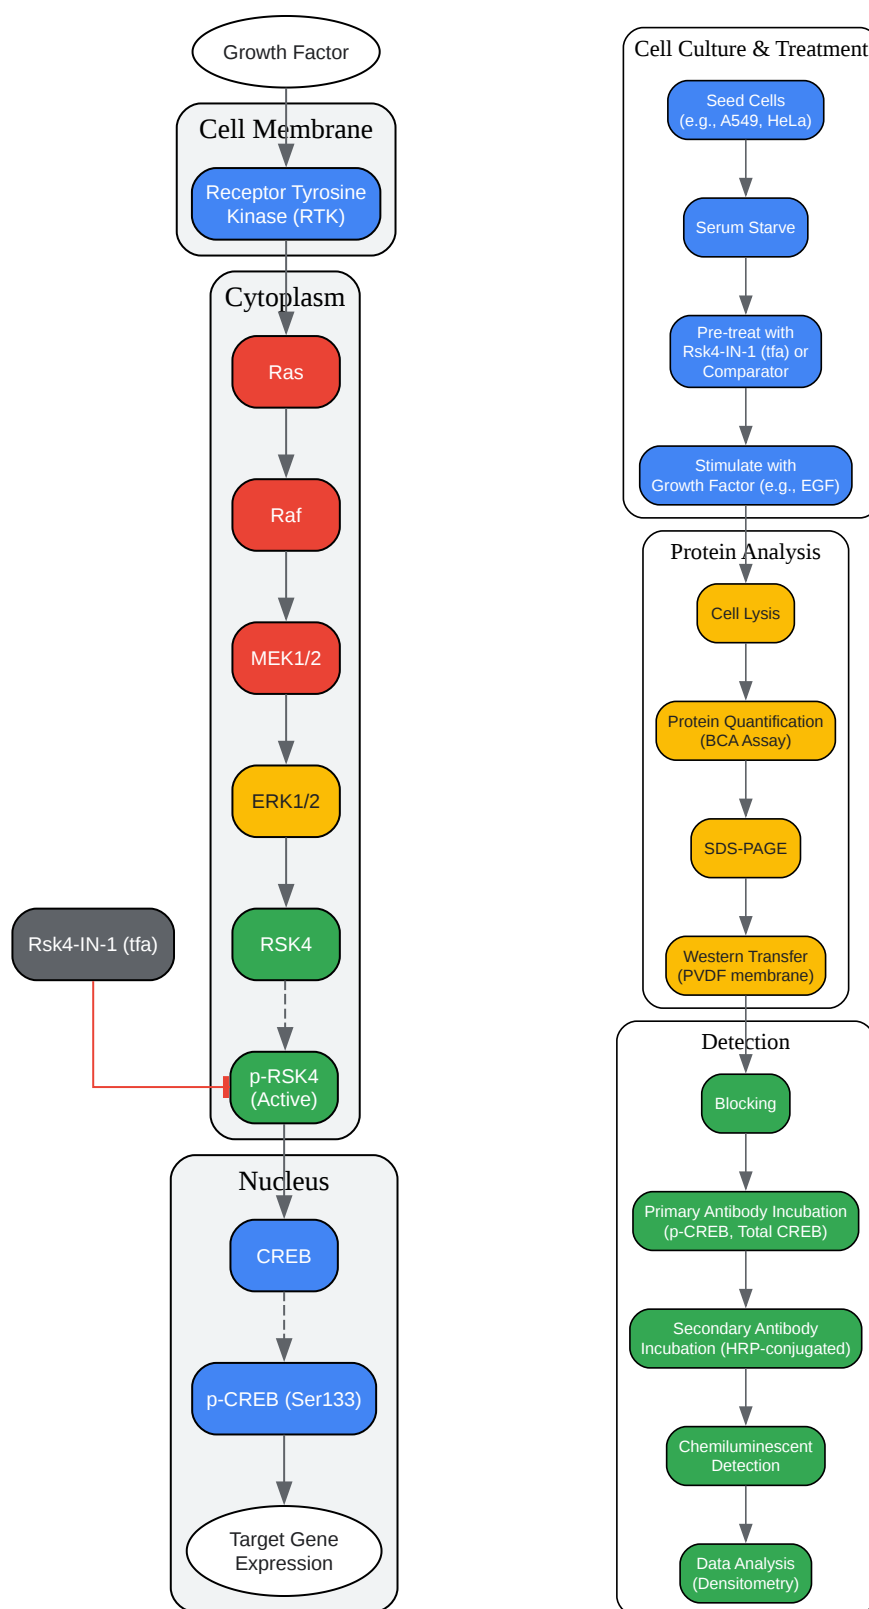 Growth Factor
Cell Membrane
Receptor Tyrosine
Kinase (RTK)
Cytoplasm
Ras
Raf
MEK1/2
ERK1/2
Rsk4-IN-1 (tfa)
RSK4
p-RSK4
(Active)
Nucleus
CREB
p-CREB (Ser133)
Target Gene
Expression
Cell Culture & Treatment
Seed Cells
(e.g., A549, HeLa)
Serum Starve
Pre-treat with
Rsk4-IN-1 (tfa) or
Comparator
Stimulate with
Growth Factor (e.g., EGF)
Protein Analysis
Cell Lysis
Protein Quantification
(BCA Assay)
SDS-PAGE
Western Transfer
(PVDF membrane)
Detection
Blocking
Primary Antibody Incubation
(p-CREB, Total CREB)
Secondary Antibody
Incubation (HRP-conjugated)
Chemiluminescent
Detection
Data Analysis
(Densitometry)